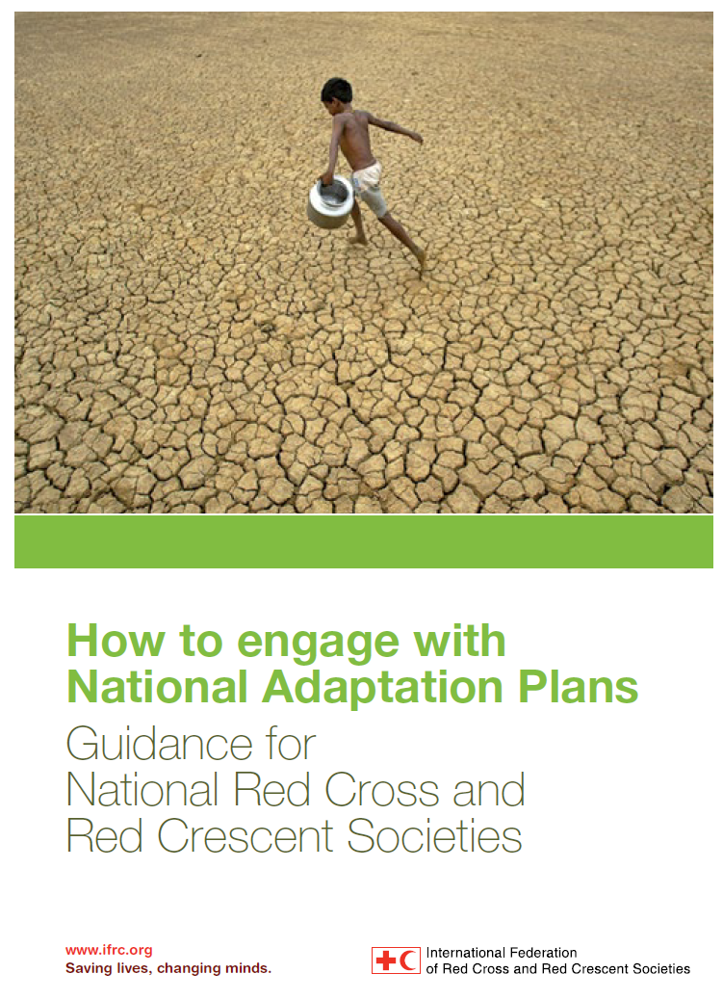 How to engage with
National Adaptation Plans
Guidance for
National Red Cross and
Red Crescent Societies
www.ifrc.org
Saving lives, changing minds.
International Federation
of Red Cross and Red Crescent Societies